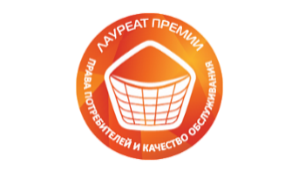 ЛАУРЕАТ ПРЕМИИ
ПРАВА ПОТРЕБИТЕЛЕЙ И КАЧЕСТВО ОБСЛУЖИВАНИЯ